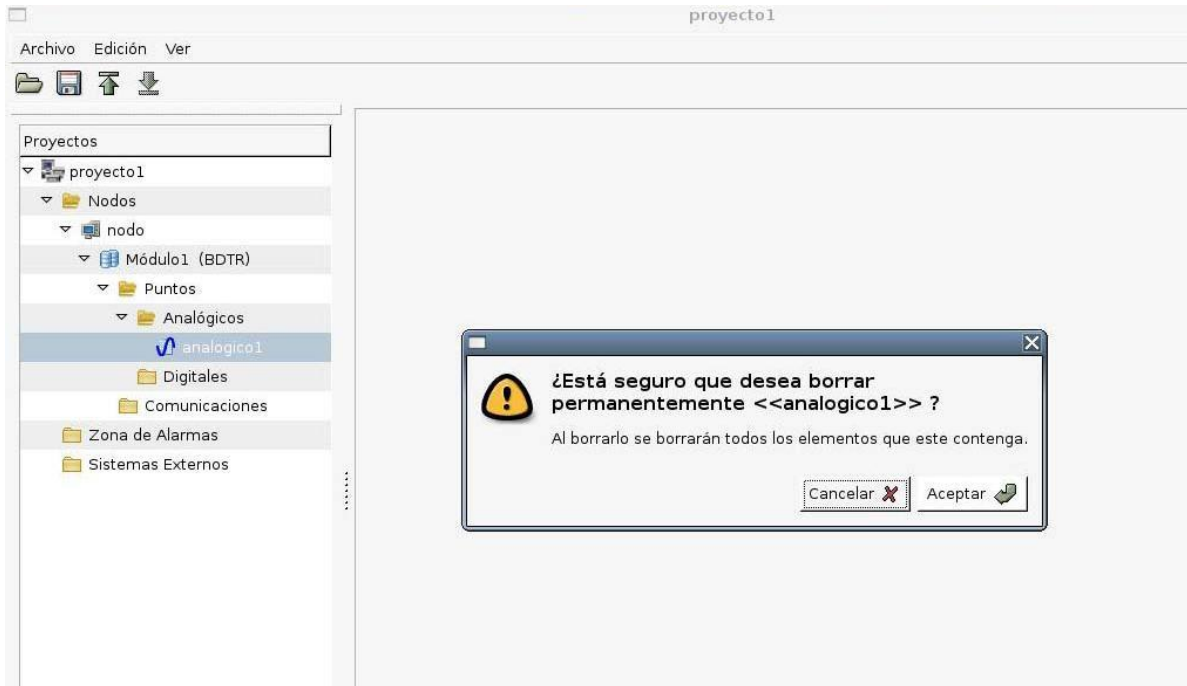 proyecto1
Archivo Edición Ver
Proyectos
proyecto1
Nodos
nodo
Módulo1 (BDTR)
Puntos
Analógicos
analogico1
Digitales
Comunicaciones
Zona de Alarmas
Sistemas Externos
¿Está seguro que desea borrar
permanentemente <<analogico1>> ?
Al borrarlo se borrarán todos los elementos que este contenga.
Cancelar Aceptar